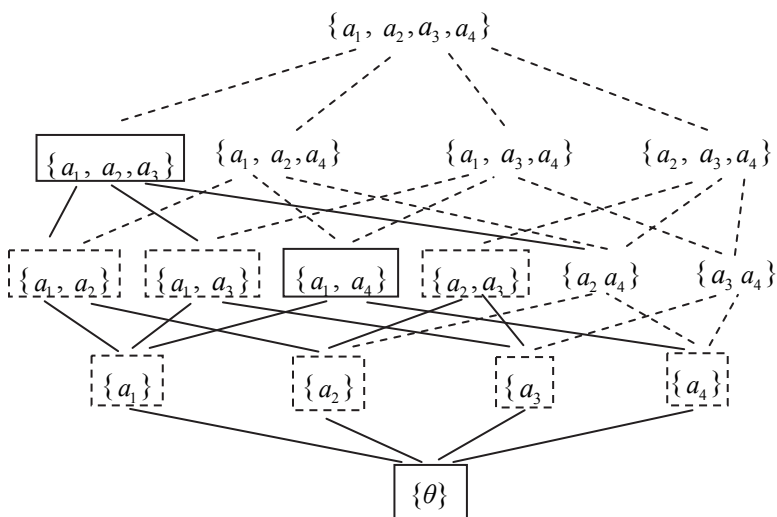 {a₁, a₂, a₃, a₄}
{a₁, a₂, a₃} {a₁, a₂, a₄} {a₁, a₃, a₄} {a₂, a₃, a₄}
{a₁, a₂} {a₁, a₃} {a₁, a₄} {a₂, a₃} {a₂ a₄} {a₃ a₄}
{a₁} {a₂} {a₃} {a₄}
{θ}